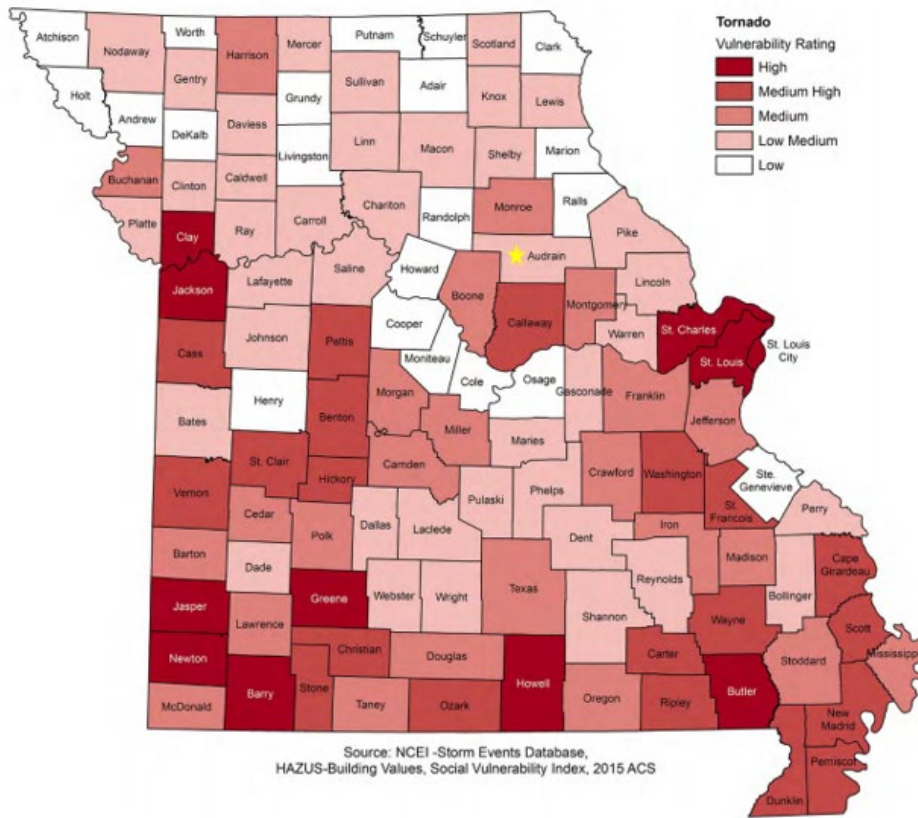 Tornado
Vulnerability Rating
High
Medium High
Medium
Low Medium
Low
Atchison
Worth
Putnam
Schuyler
Nodaway
Harrison
Mercer
Scotland
Clark
Gentry
Sullivan
Adair
Holt
Grundy
Knox
Lewis
Andrew
DeKalb
Daviess
Linn
Macon
Shelby
Marion
Livingston
Buchanan
Clinton
Caldwell
Chariton
Monroe
Ralls
Randolph
Platte
Clay
Ray
Carroll
Pike
Audrain
Saline
Howard
Jackson
Lafayette
Boone
Lincoln
Callaway
Montgomery
Cooper
Warren
St. Charles
Johnson
Pettis
Cass
Moniteau
St. Louis
St. Louis
City
Cole
Osage
Henry
Gasconade
Franklin
Morgan
Jefferson
Bates
Benton
Miller
Maries
St. Clair
Camden
Hickory
Crawford
Washington
Ste.
Genevieve
Vernon
Pulaski
Phelps
St.
Francois
Cedar
Perry
Dallas
Laclede
Polk
Iron
Barton
Dent
Madison
Cape
Girardeau
Dade
Reynolds
Texas
Bollinger
Jasper
Greene
Webster
Wright
Shannon
Lawrence
Wayne
Scott
Christian
Douglas
Carter
Mississippi
Newton
Stoddard
Howell
Butler
Barry
Stone
Oregon
Ripley
McDonald
Taney
Ozark
New
Madrid
Pemiscot
Dunklin
Source: NCEI -Storm Events Database,
HAZUS-Building Values, Social Vulnerability Index, 2015 ACS